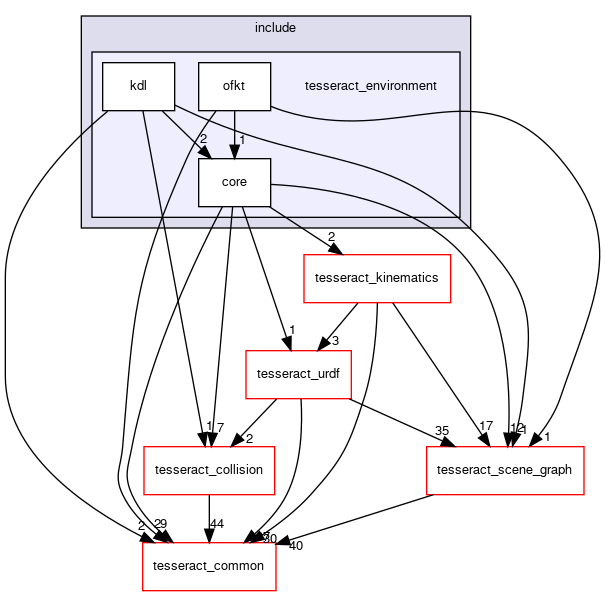 include
kdl
ofkt
tesseract_environment
2
1
core
2
tesseract_kinematics
1
3
tesseract_urdf
1
7
2
35
17
1
tesseract_collision
tesseract_scene_graph
44
2
40
tesseract_common